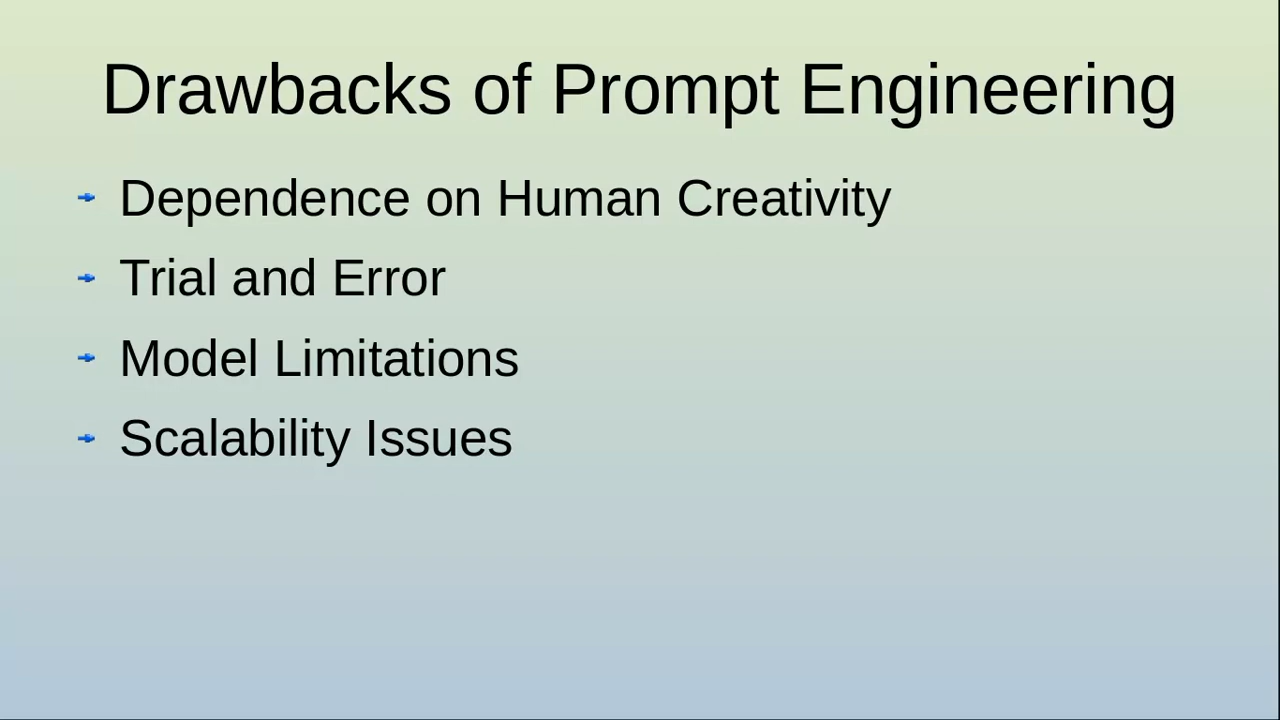 Drawbacks of Prompt Engineering
Dependence on Human Creativity
Trial and Error
Model Limitations
Scalability Issues